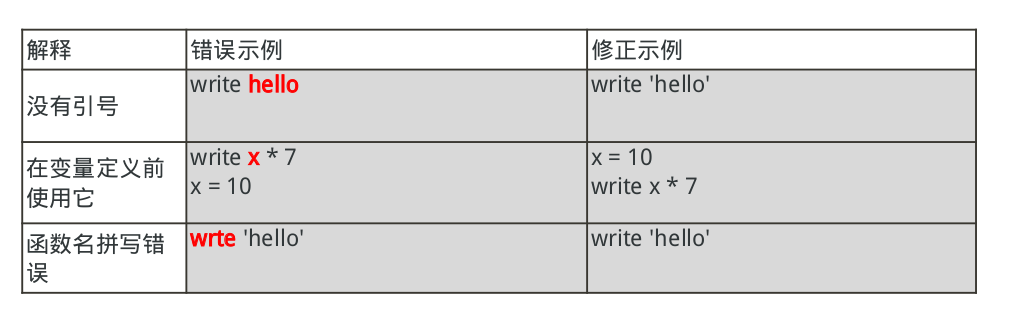 解释 错误示例 修正示例
没有引号 write hello write 'hello'
在变量定义前 write x * 7 x = 10
使用它 x = 10 write x * 7
函数名拼写错 wrte 'hello' write 'hello'
误